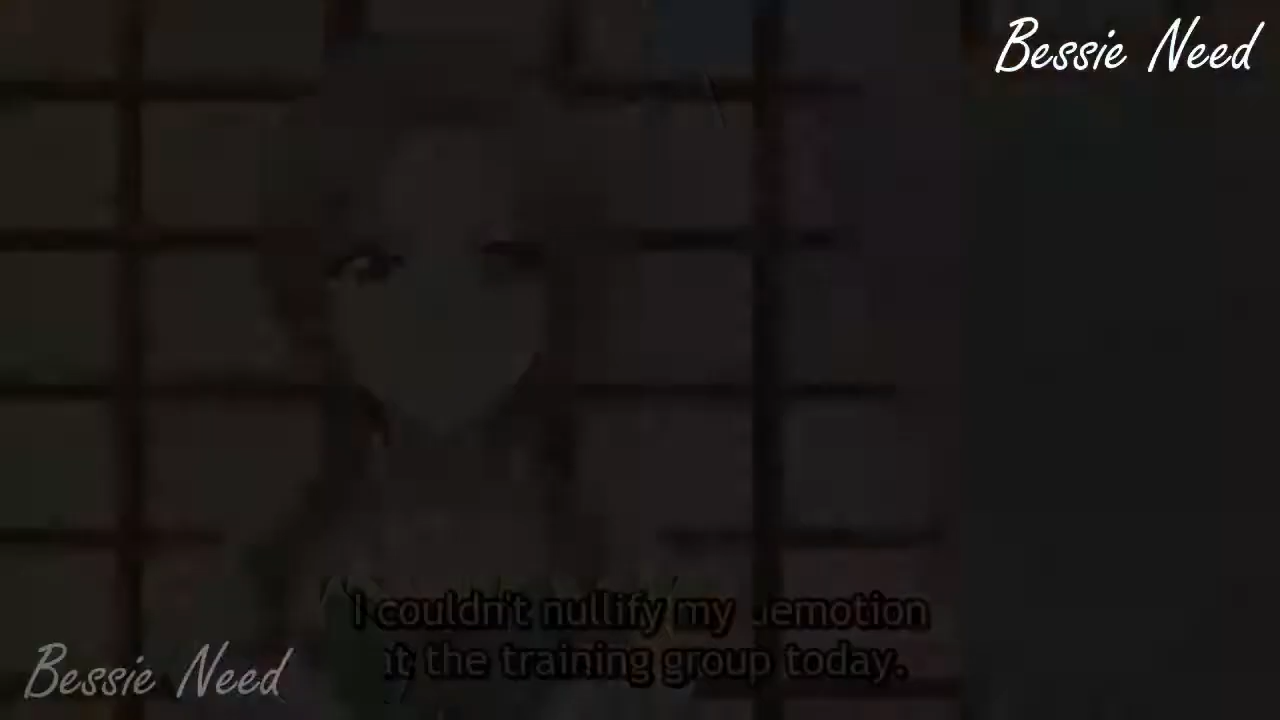 Bessie Need
I couldn't nullify my demotion
at the training group today.
Bessie Need